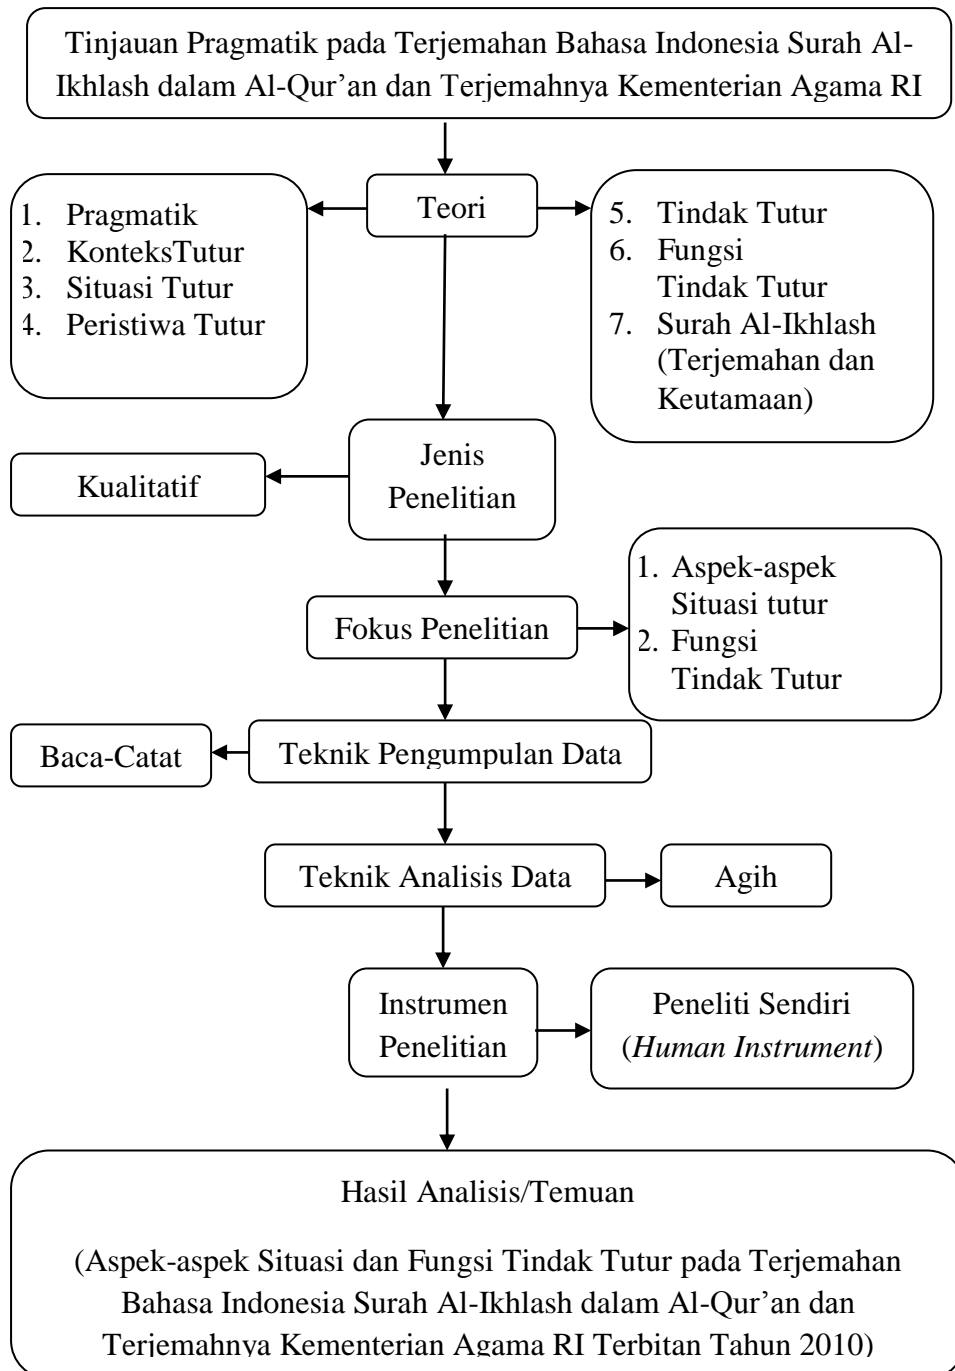 Tinjauan Pragmatik pada Terjemahan Bahasa Indonesia Surah Al-
Ikhlash dalam Al-Qur’an dan Terjemahnya Kementerian Agama RI
Teori
1. Pragmatik
2. KonteksTutur
3. Situasi Tutur
4. Peristiwa Tutur
5. Tindak Tutur
6. Fungsi
Tindak Tutur
7. Surah Al-Ikhlash
(Terjemahan dan
Keutamaan)
Jenis
Penelitian
Kualitatif
Fokus Penelitian
1. Aspek-aspek
Situasi tutur
2. Fungsi
Tindak Tutur
Teknik Pengumpulan Data
Baca-Catat
Teknik Analisis Data
Agih
Instrumen
Penelitian
Peneliti Sendiri
(Human Instrument)
Hasil Analisis/Temuan
(Aspek-aspek Situasi dan Fungsi Tindak Tutur pada Terjemahan
Bahasa Indonesia Surah Al-Ikhlash dalam Al-Qur’an dan
Terjemahnya Kementerian Agama RI Terbitan Tahun 2010)